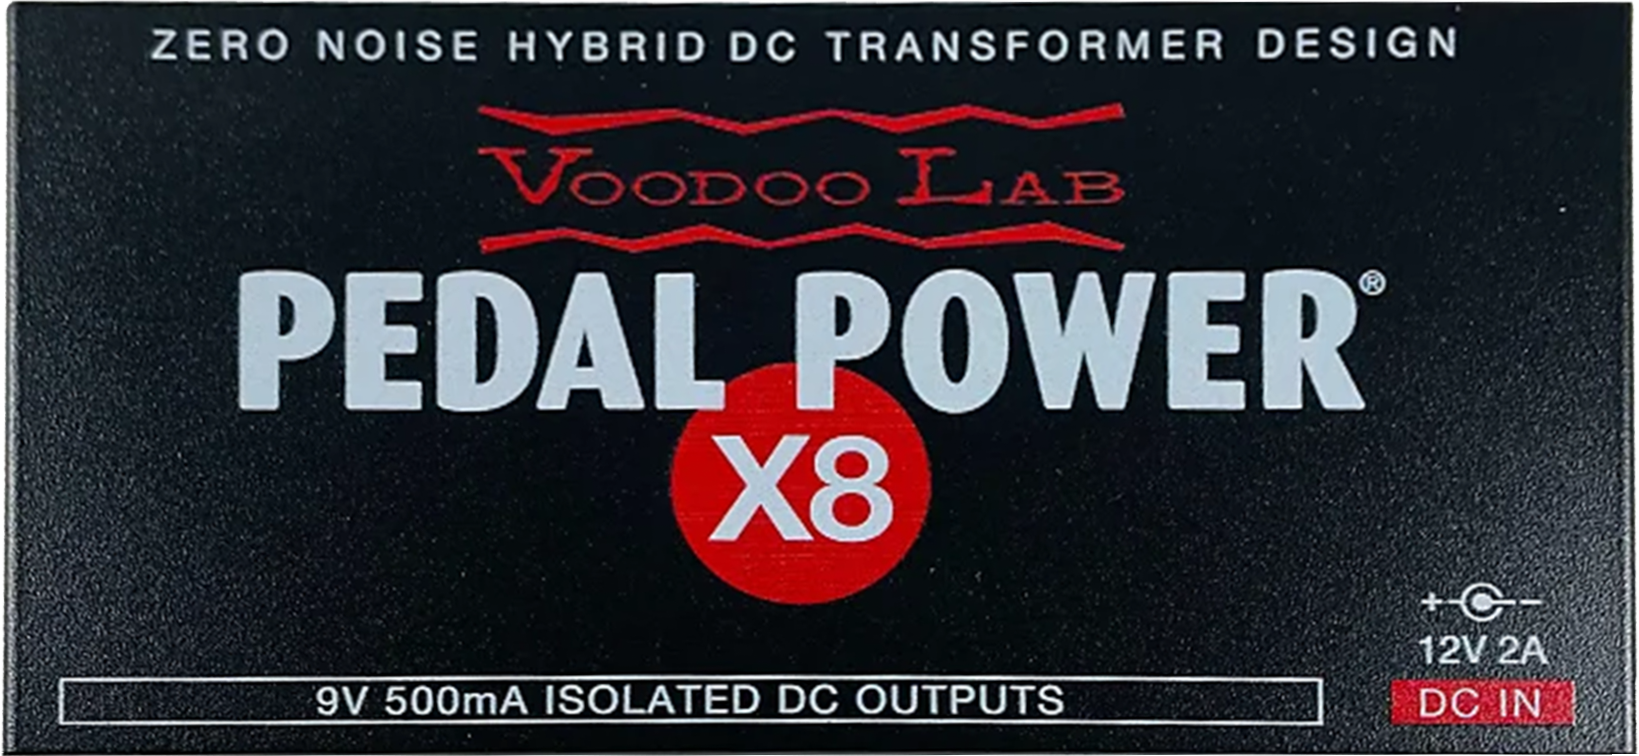 ZERO NOISE HYBRID DC TRANSFORMER DESIGN
VOODOO LAB
PEDAL POWER®
X8
+ -
12V 2A
9V 500mA ISOLATED DC OUTPUTS
DC IN